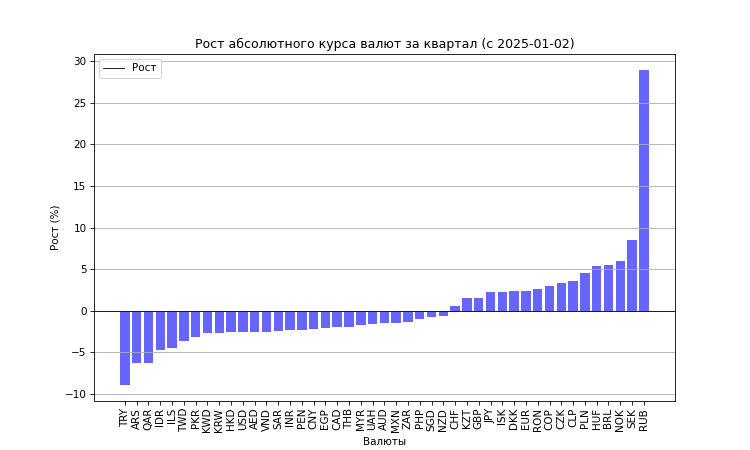 Рост абсолютного курса валют за квартал (с 2025-01-02)
Рост
30
25
20
15
10
5
0
−5
−10
Рост (%)
TRY ARS QAR IDR ILS TWD PKR KWD KRW HKD USD AED VND SAR INR PEN CNY EGP CAD THB MYR UAH AUD MXN ZAR PHP SGD NZD CHF KZT GBP JPY ISK DKK EUR RON COP CZK CLP PLN HUF BRL NOK SEK RUB
Валюты